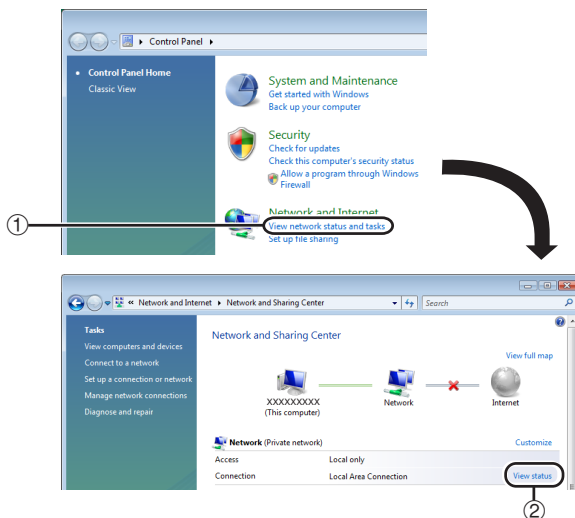 Control Panel
Control Panel Home
Classic View
System and Maintenance
Get started with Windows
Back up your computer
Security
Check for updates
Check this computer's security status
Allow a program through Windows
Firewall
Network and Internet
① View network status and tasks
Set up file sharing
« Network and Internet ▸ Network and Sharing Center
Search
Tasks
View computers and devices
Connect to a network
Set up a connection or network
Manage network connections
Diagnose and repair
Network and Sharing Center
View full map
XXXXXXXXX
(This computer)
Network
Internet
Network (Private network)
Customize
Access Local only
Connection Local Area Connection View status
②